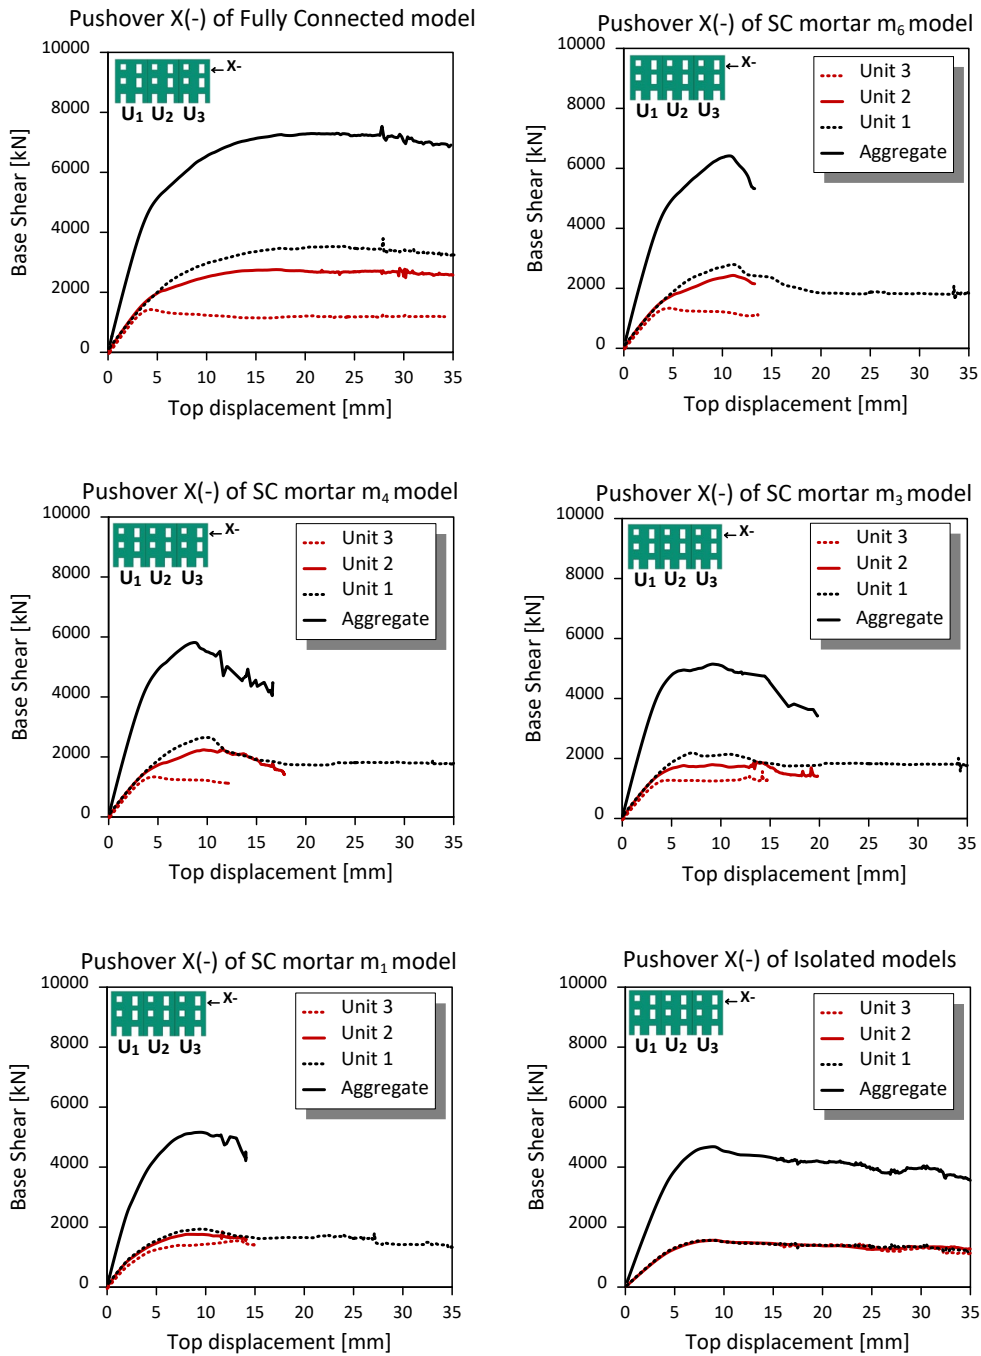 Pushover X(-) of Fully Connected model
Base Shear [kN]
10000
8000
6000
4000
2000
0
X-
U1 U2 U3
0 5 10 15 20 25 30 35
Top displacement [mm]
Pushover X(-) of SC mortar m6 model
Base Shear [kN]
10000
8000
6000
4000
2000
0
X-
U1 U2 U3
Unit 3
Unit 2
Unit 1
Aggregate
0 5 10 15 20 25 30 35
Top displacement [mm]
Pushover X(-) of SC mortar m4 model
Base Shear [kN]
10000
8000
6000
4000
2000
0
X-
U1 U2 U3
Unit 3
Unit 2
Unit 1
Aggregate
0 5 10 15 20 25 30 35
Top displacement [mm]
Pushover X(-) of SC mortar m3 model
Base Shear [kN]
10000
8000
6000
4000
2000
0
X-
U1 U2 U3
Unit 3
Unit 2
Unit 1
Aggregate
0 5 10 15 20 25 30 35
Top displacement [mm]
Pushover X(-) of SC mortar m1 model
Base Shear [kN]
10000
8000
6000
4000
2000
0
X-
U1 U2 U3
Unit 3
Unit 2
Unit 1
Aggregate
0 5 10 15 20 25 30 35
Top displacement [mm]
Pushover X(-) of Isolated models
Base Shear [kN]
10000
8000
6000
4000
2000
0
X-
U1 U2 U3
Unit 3
Unit 2
Unit 1
Aggregate
0 5 10 15 20 25 30 35
Top displacement [mm]